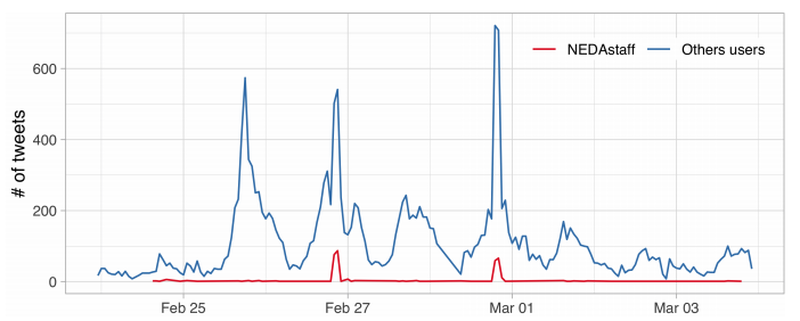 NEDAstaff
Others users
# of tweets
600
400
200
0
Feb 25
Feb 27
Mar 01
Mar 03